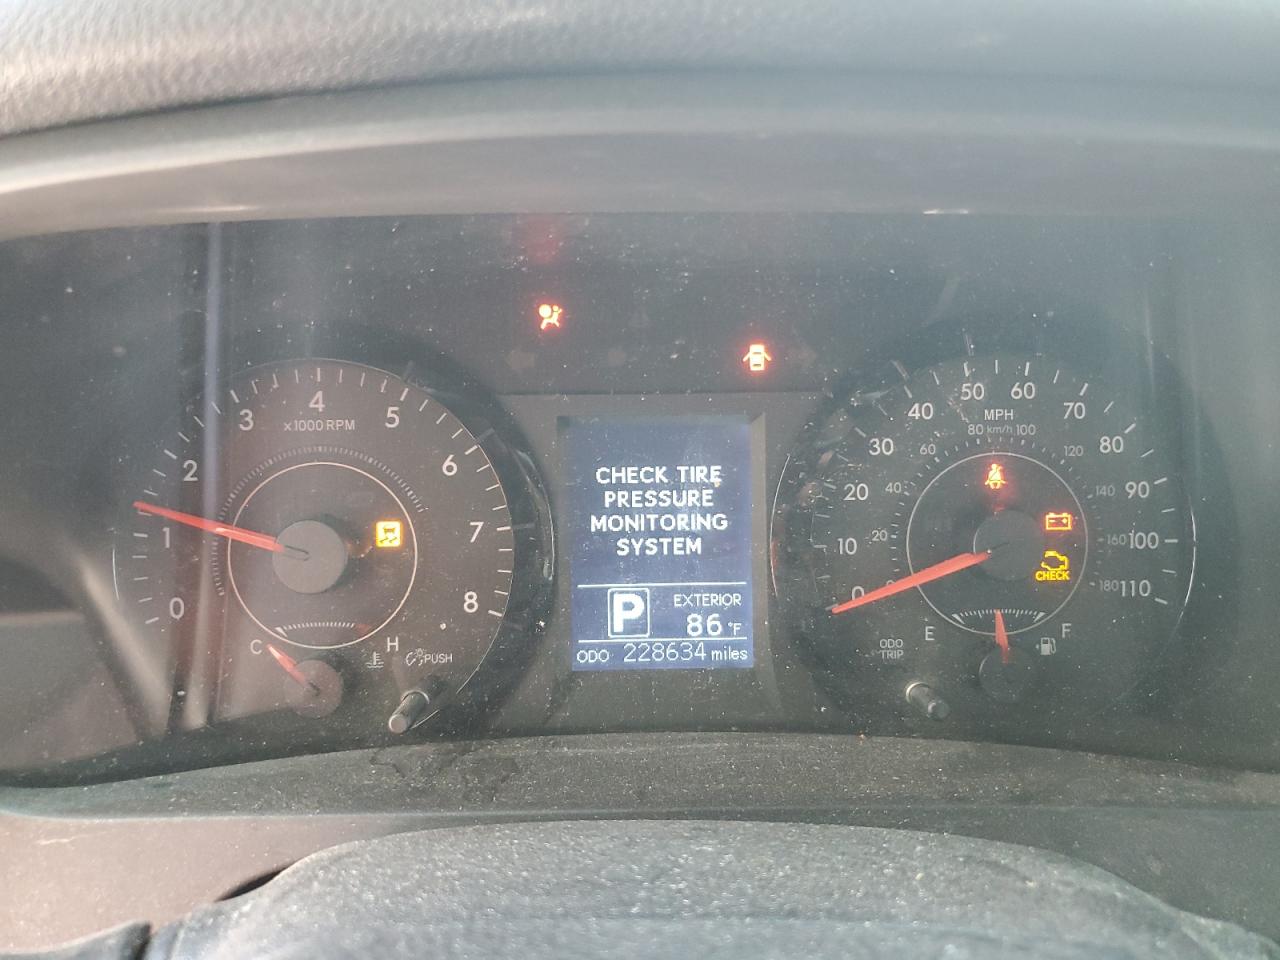 0
1
2
3
4
5
6
7
8
x1000 RPM
C
H
PUSH
CHECK TIRE
PRESSURE
MONITORING
SYSTEM
P
EXTERIOR
86 °F
ODO 228634 miles
0
10
20
30
40
50
60
70
80
90
100
110
MPH
80 km/h 100
20
40
60
120
140
160
180
CHECK
ODO
TRIP
E
F